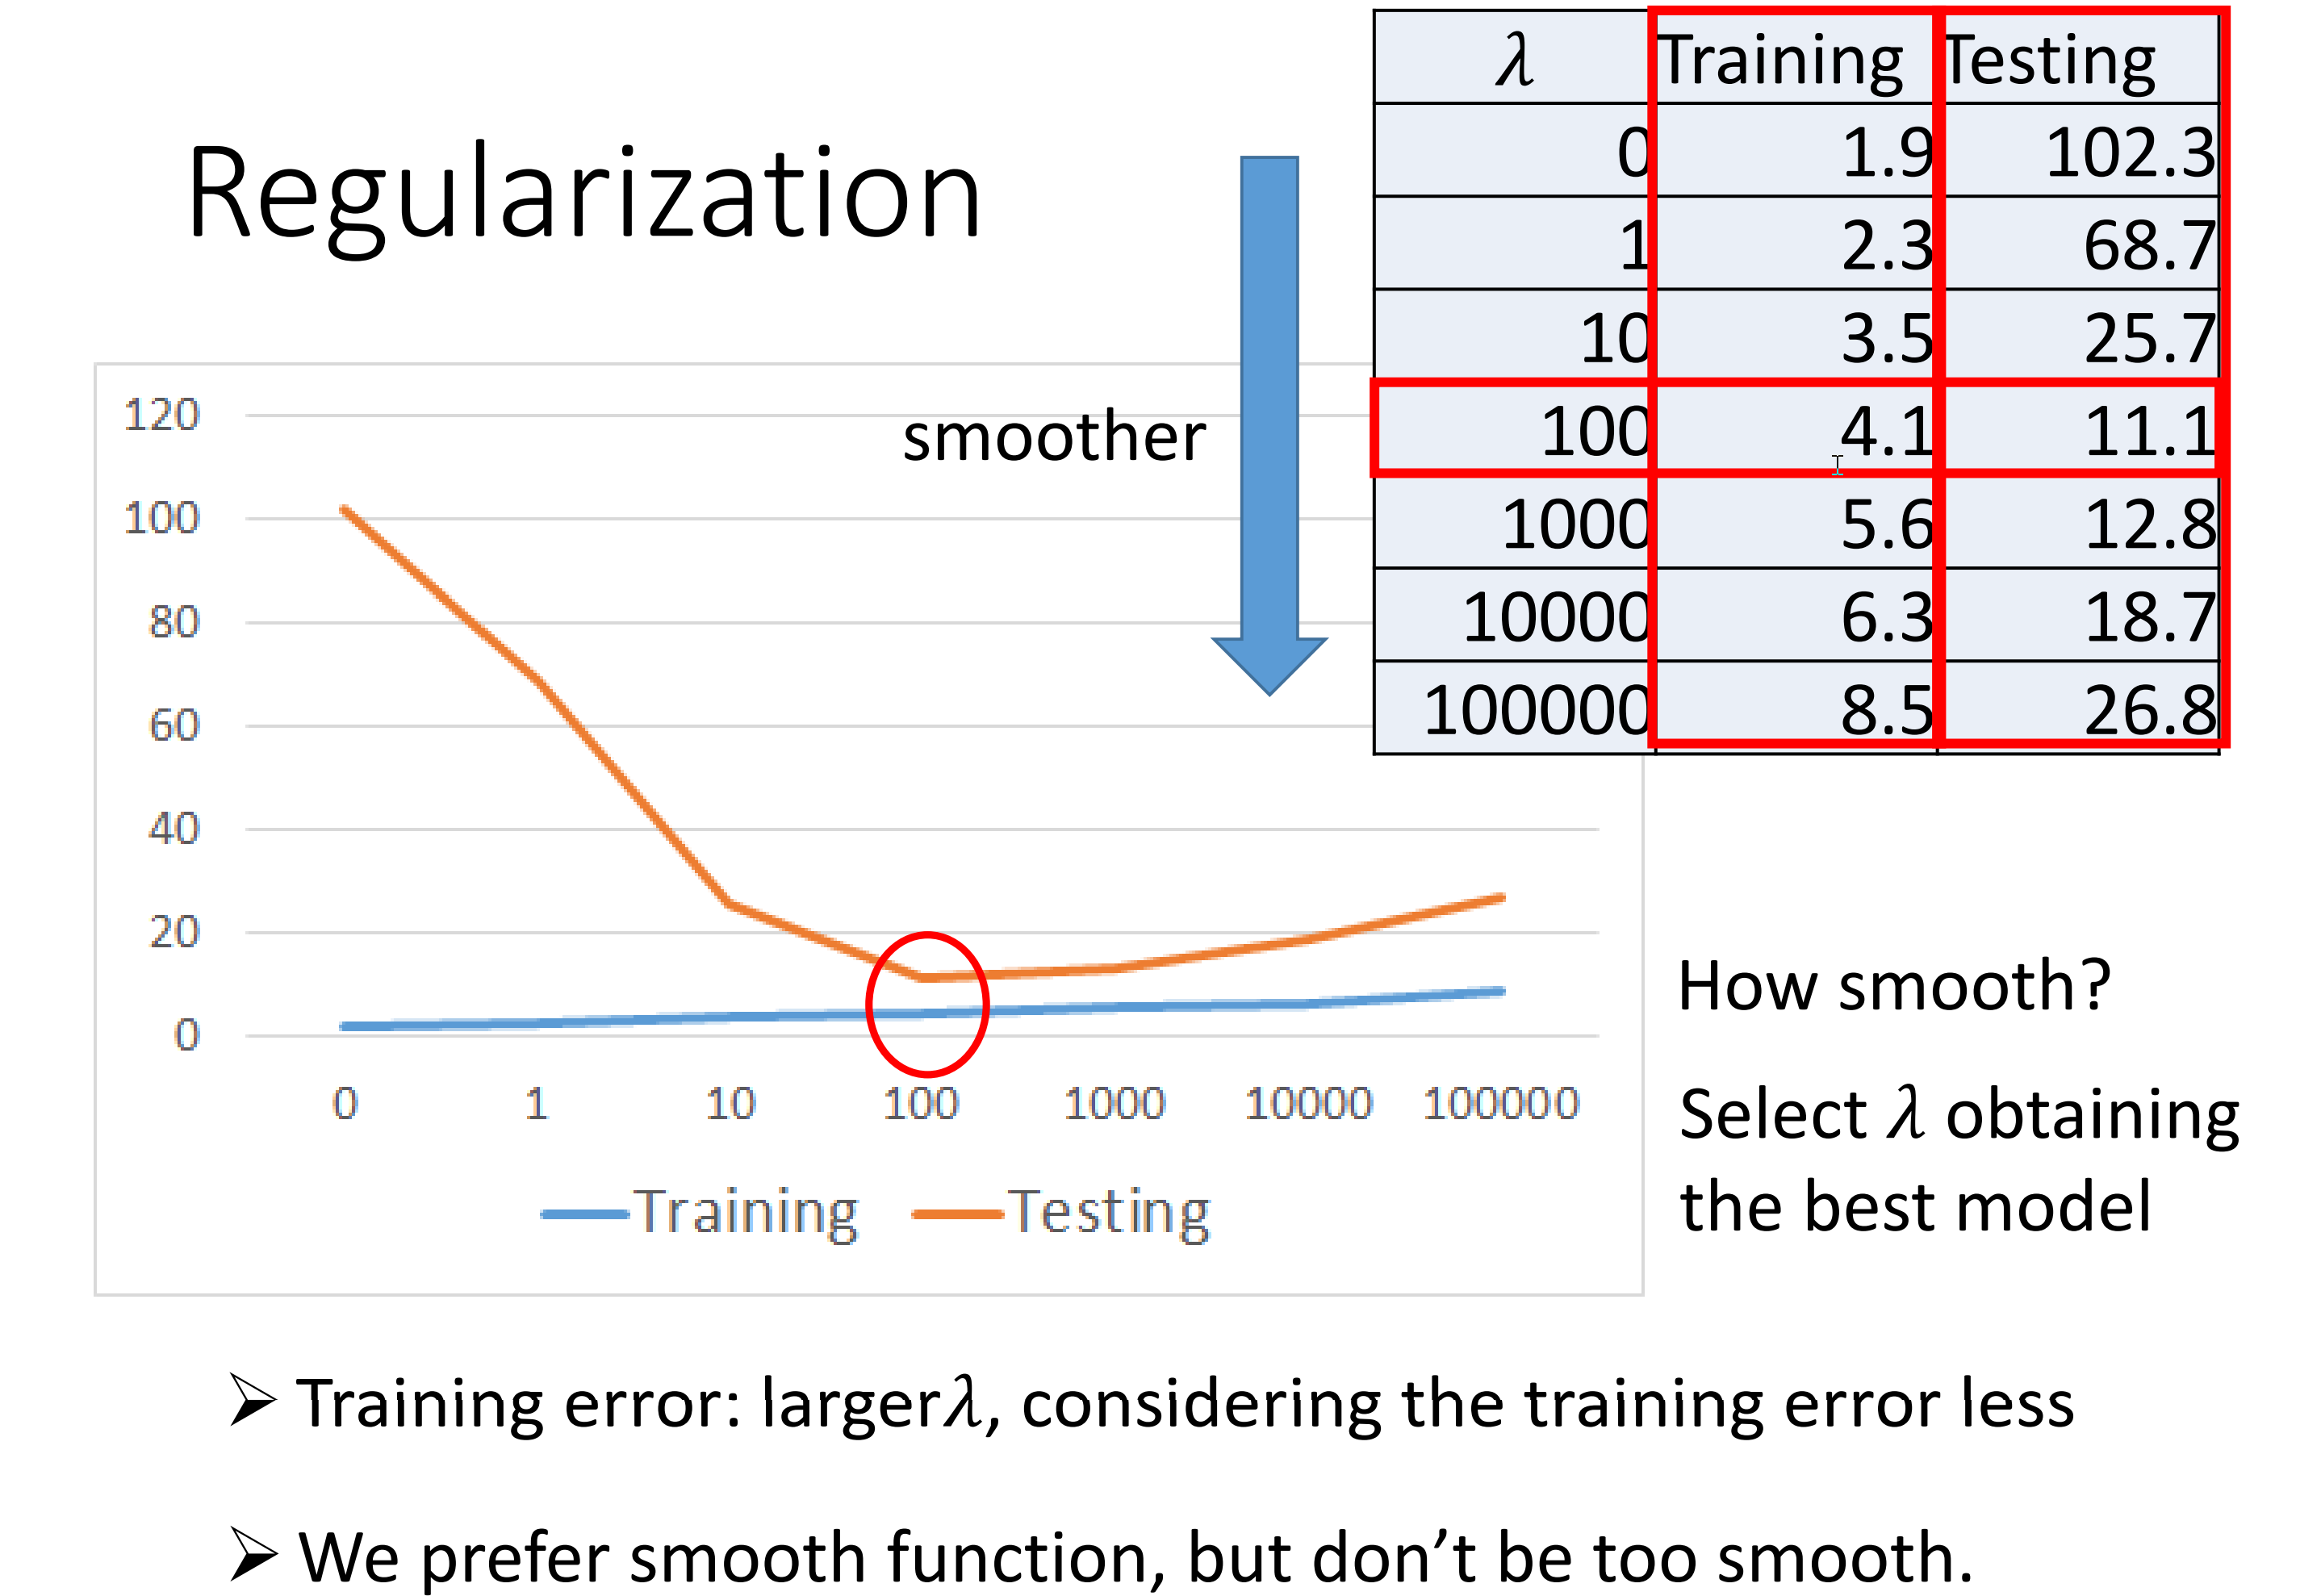 Regularization
λ Training Testing
0 1.9 102.3
1 2.3 68.7
10 3.5 25.7
100 4.1 11.1
1000 5.6 12.8
10000 6.3 18.7
100000 8.5 26.8
smoother
120
100
80
60
40
20
0
0 1 10 100 1000 10000 100000
Training Testing
How smooth?
Select λ obtaining
the best model
➢ Training error: largerλ, considering the training error less
➢ We prefer smooth function, but don’t be too smooth.